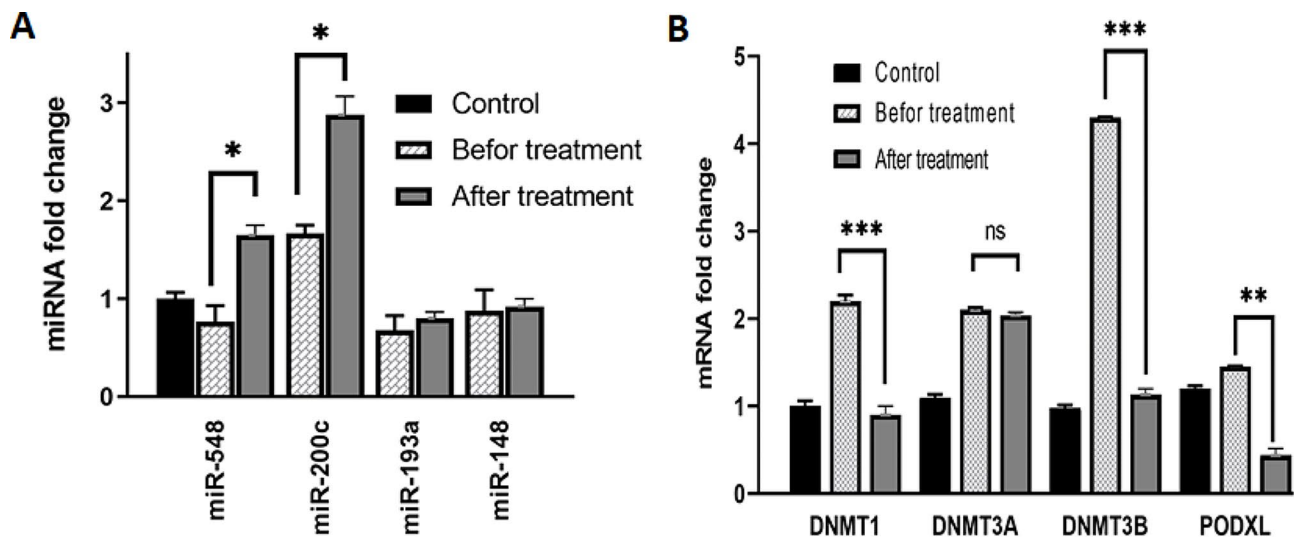 A
miRNA fold change
3
2
1
0
*
*
Control
Befor treatment
After treatment
miR-548
miR-200c
miR-193a
miR-148
B
mRNA fold change
5
4
3
2
1
0
Control
Befor treatment
After treatment
***
ns
***
**
DNMT1
DNMT3A
DNMT3B
PODXL